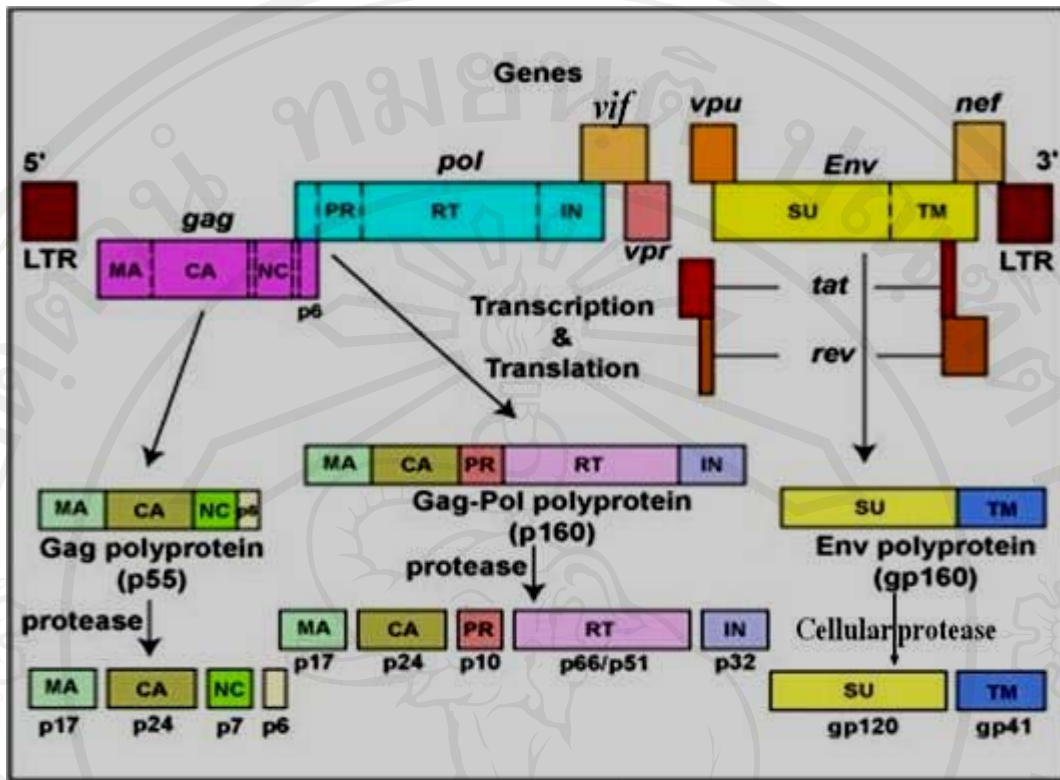 Genes
vif
vpu
nef
5'
pol
Env
3'
PR RT IN
SU TM
gag
LTR
vpr
LTR
MA CA NC
p6
tat
Transcription
&
Translation
rev
MA CA PR RT IN
Gag-Pol polyprotein
(p160)
protease
MA CA NC p6
Gag polyprotein
(p55)
protease
SU TM
Env polyprotein
(gp160)
Cellular protease
MA CA PR RT IN
p17 p24 p10 p66/p51 p32
MA CA NC
p17 p24 p7 p6
SU TM
gp120 gp41